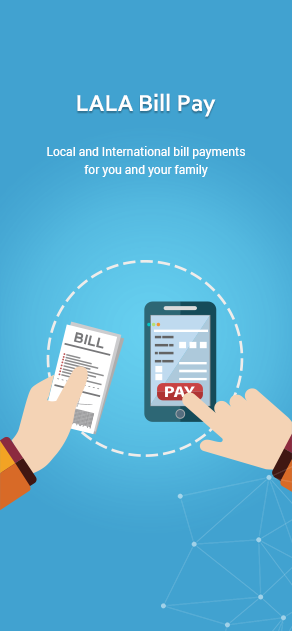 LALA Bill Pay
Local and International bill payments
for you and your family
BILL
PAY